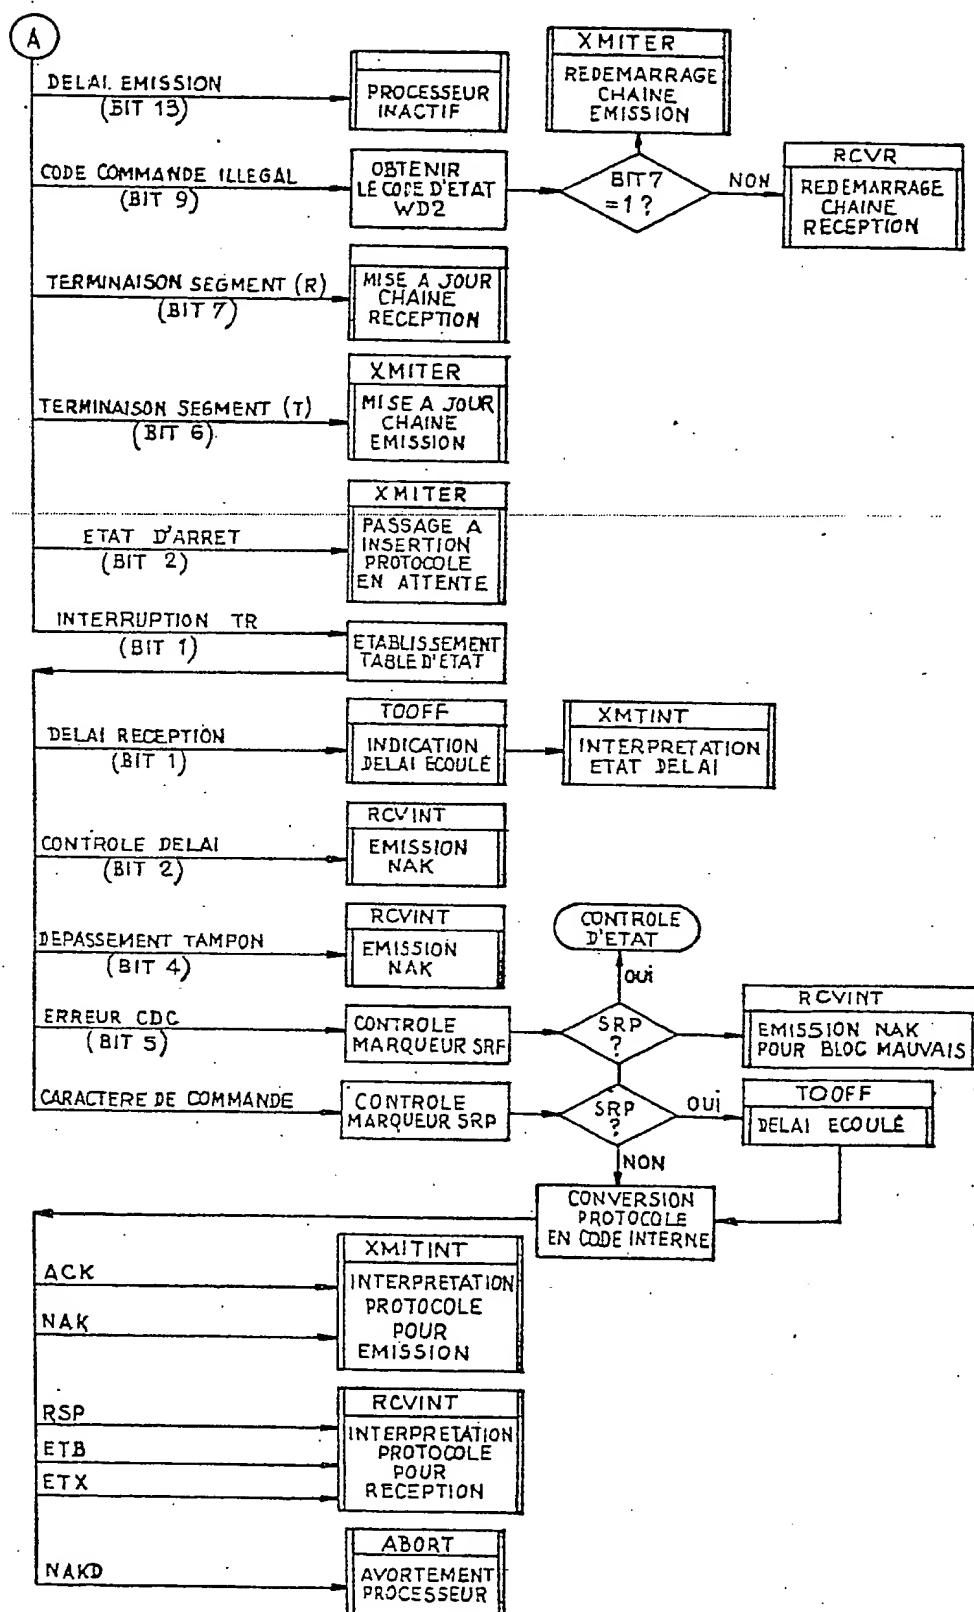 A
DELAI EMISSION
(BIT 13)
PROCESSEUR
INACTIF
XMITER
REDEMARRAGE
CHAINE
EMISSION
CODE COMMANDE ILLEGAL
(BIT 9)
OBTENIR
LE CODE D'ETAT
WD2
BIT7
=1?
NON
RCVR
REDEMARRAGE
CHAINE
RECEPTION
TERMINAISON SEGMENT (R)
(BIT 7)
MISE A JOUR
CHAINE
RECEPTION
TERMINAISON SEGMENT (T)
(BIT 6)
XMITER
MISE A JOUR
CHAINE
EMISSION
ETAT D'ARRET
(BIT 2)
XMITER
PASSAGE A
INSERTION
PROTOCOLE
EN ATTENTE
INTERRUPTION TR
(BIT 1)
ETABLISSEMENT
TABLE D'ETAT
DELAI RECEPTION
(BIT 1)
TOOFF
INDICATION
DELAI ECOULÉ
XMTINT
INTERPRETATION
ETAT DELAI
CONTROLE DELAI
(BIT 2)
RCVINT
EMISSION
NAK
DEPASSEMENT TAMPON
(BIT 4)
RCVINT
EMISSION
NAK
CONTROLE
D'ETAT
OUI
ERREUR CDC
(BIT 5)
CONTROLE
MARQUEUR SRF
SRP
?
RCVINT
EMISSION NAK
POUR BLOC MAUVAIS
CARACTERE DE COMMANDE
CONTROLE
MARQUEUR SRP
SRP
?
OUI
TOOFF
DELAI ECOULÉ
NON
CONVERSION
PROTOCOLE
EN CODE INTERNE
ACK
NAK
XMITINT
INTERPRETATION
PROTOCOLE
POUR
EMISSION
RSP
ETB
ETX
RCVINT
INTERPRETATION
PROTOCOLE
POUR
RECEPTION
NAKD
ABORT
AVORTEMENT
PROCESSEUR